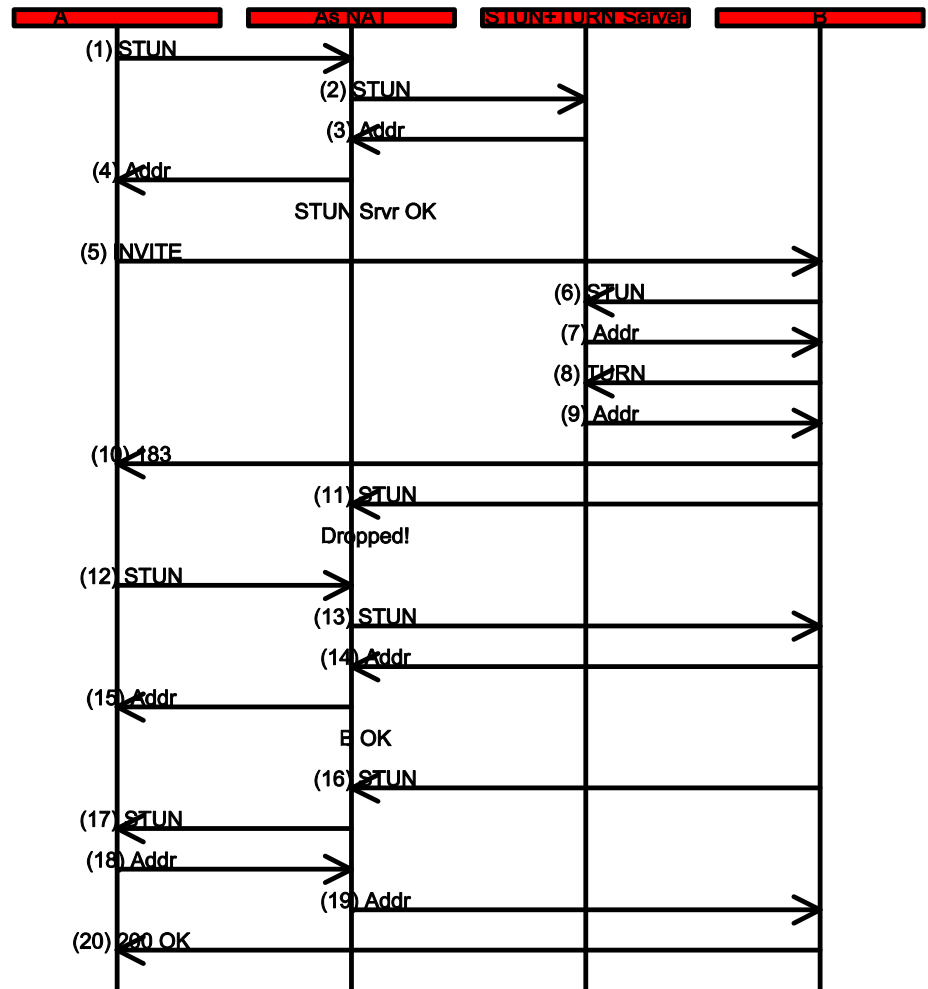 A As NAT STUN+TURN Server B
(1) STUN
(2) STUN
(3) Addr
(4) Addr
STUN Srvr OK
(5) INVITE
(6) STUN
(7) Addr
(8) TURN
(9) Addr
(10) 183
(11) STUN
Dropped!
(12) STUN
(13) STUN
(14) Addr
(15) Addr
B OK
(16) STUN
(17) STUN
(18) Addr
(19) Addr
(20) 200 OK